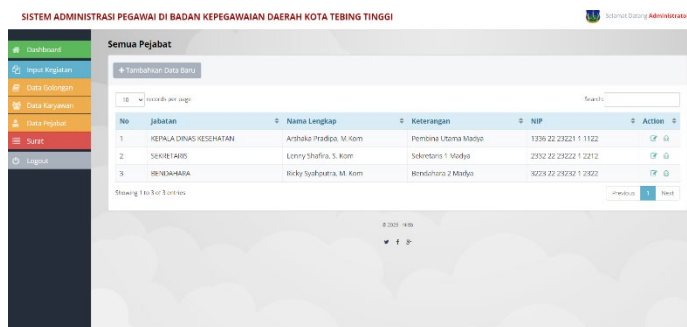 SISTEM ADMINISTRASI PEGAWAI DI BADAN KEPEGAWAIAN DAERAH KOTA TEBING TINGGI
Selamat Datang Administrato
Dashboard
Input Kegiatan
Data Golongan
Data Karyawan
Data Pejabat
Surat
Logout
Semua Pejabat
+ Tambahkan Data Baru
10 records per page
Search:
No Jabatan Nama Lengkap Keterangan NIP Action
1 KEPALA DINAS KESEHATAN Arshaka Pradipa, M.Kom Pembina Utama Madya 1336 22 23221 1 1122
2 SEKRETARIS Lenny Shafira, S. Kom Sekretaris 1 Madya 2332 22 23222 1 2212
3 BENDAHARA Ricky Syahputra, M. Kom Bendahara 2 Madya 3223 22 23232 1 2322
Showing 1 to 3 of 3 entries
Previous 1 Next